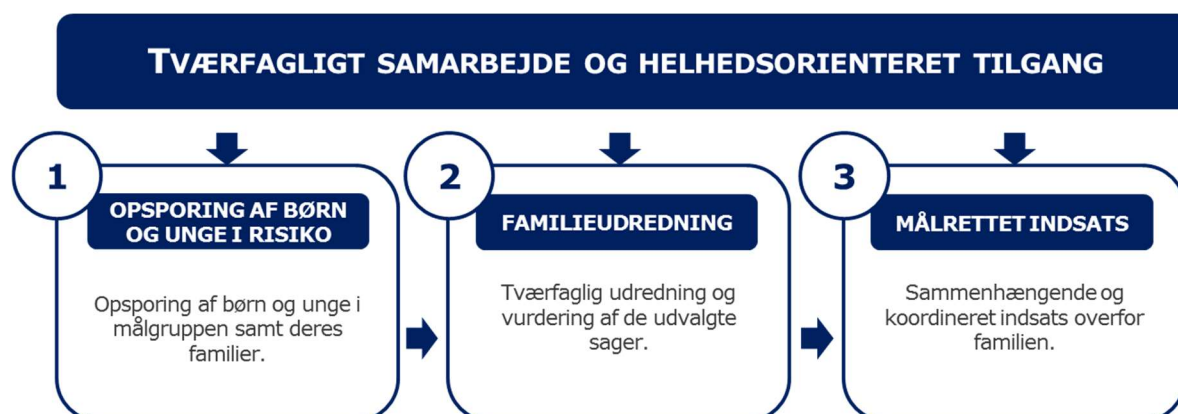 TVÆRFAGLIGT SAMARBEJDE OG HELHEDSORIENTERET TILGANG
1
OPSPORING AF BØRN
OG UNGE I RISIKO
Opsporing af børn og unge i
målgruppen samt deres
familier.
2
FAMILIEUDREDNING
Tværfaglig udredning og
vurdering af de udvalgte
sager.
3
MÅLRETTET INDSATS
Sammenhængende og
koordineret indsats overfor
familien.